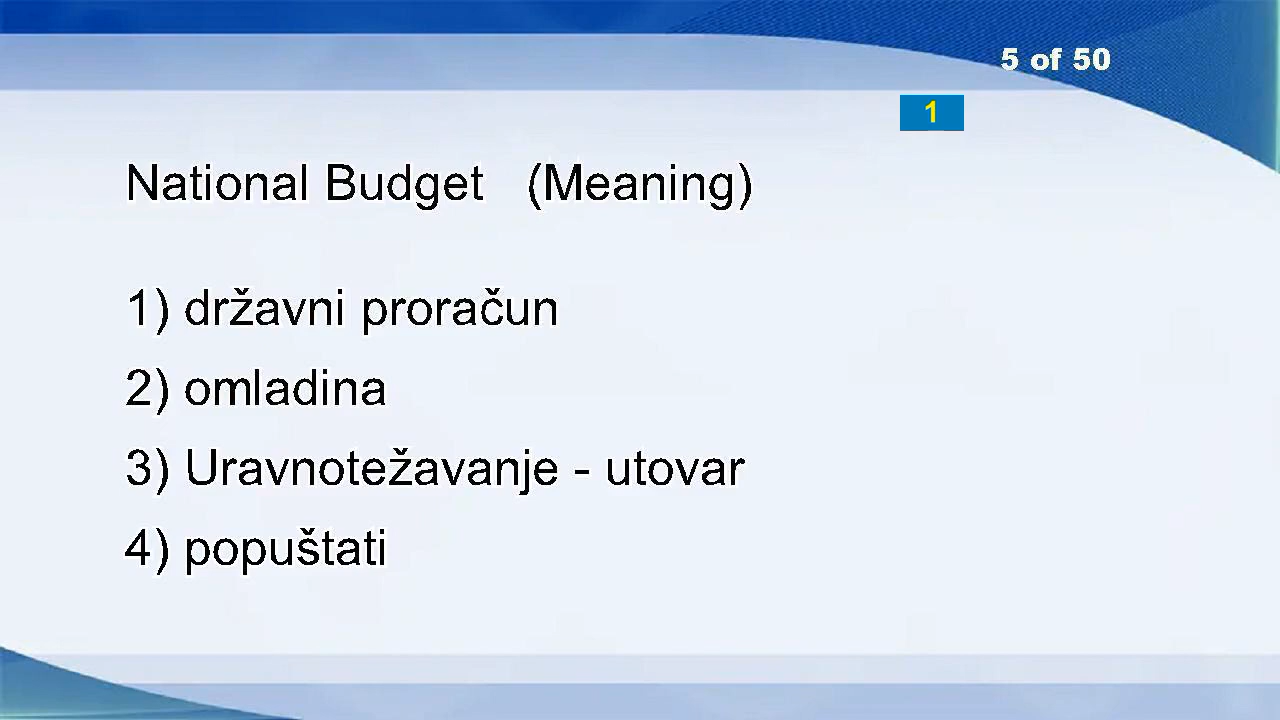 5 of 50
1
National Budget (Meaning)
1) državni proračun
2) omladina
3) Uravnotežavanje - utovar
4) popuštati